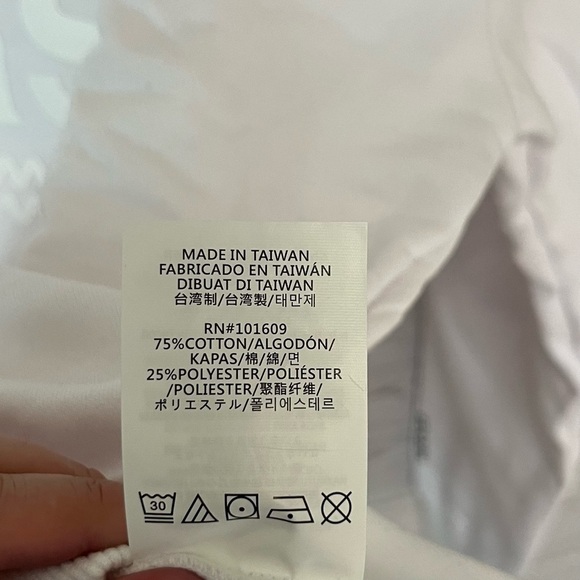 MADE IN TAIWAN
FABRICADO EN TAIWÁN
DIBUAT DI TAIWAN
台湾制/台湾製/태만제
RN#101609
75%COTTON/ALGODÓN/
KAPAS/棉/綿/면
25%POLYESTER/POLIÉSTER
/POLIESTER/聚酯纤维/
ポリエステル/폴리에스테르
30